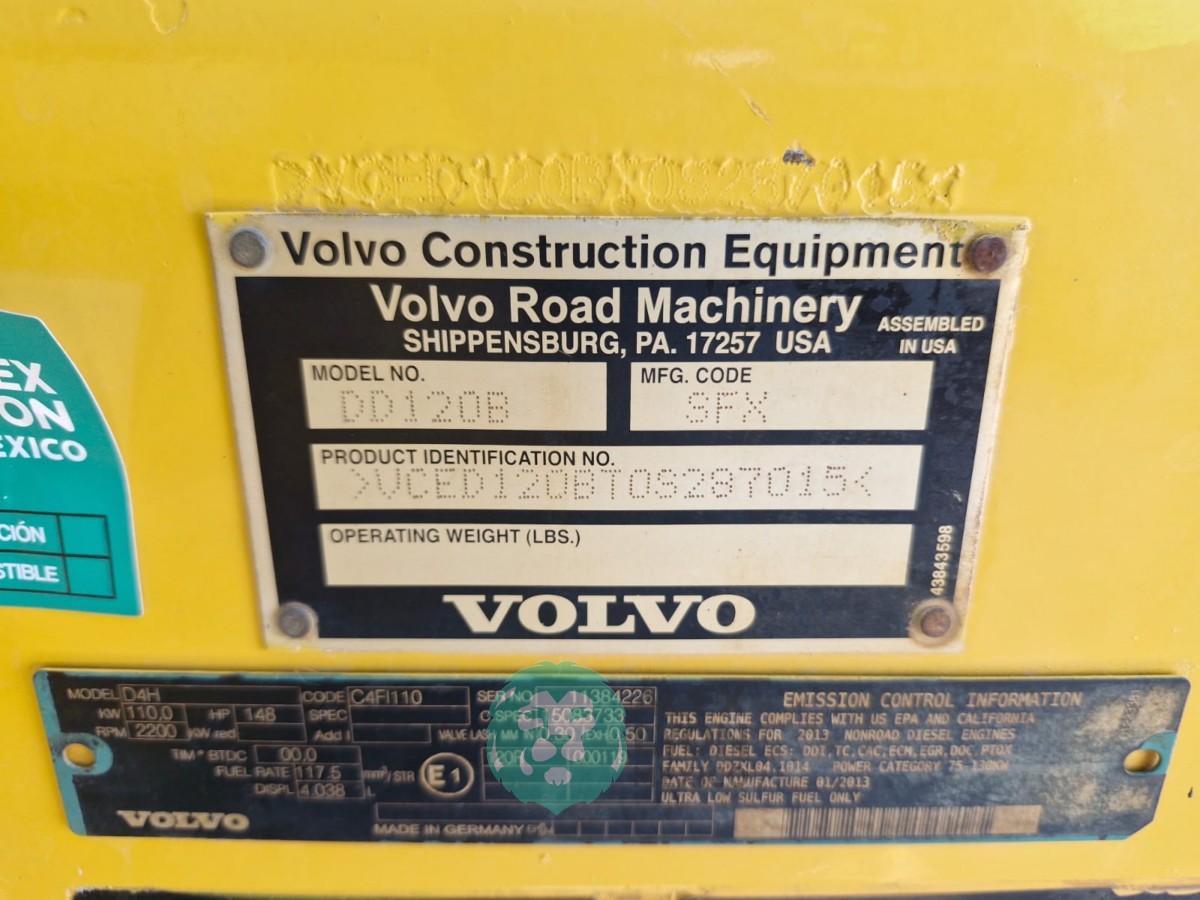 Volvo Construction Equipment
Volvo Road Machinery
SHIPPENSBURG, PA. 17257 USA
ASSEMBLED
IN USA
MODEL NO.
DD120B
MFG. CODE
SFX
PRODUCT IDENTIFICATION NO.
>VCED120BT0S287015<
OPERATING WEIGHT (LBS.)
43843598
VOLVO
EX
ON
EXICO
CIÓN
STIBLE
MODEL D4H CODE C4FI110 SER NO 11384226
KW 110,0 HP 148 SPEC C-SPEC
RPM 2200 KW red Add I
TIM° BTDC 00,0
FUEL RATE 117.5 mm³/STR
DISPL 4.038 L
E1
VOLVO
MADE IN GERMANY
EMISSION CONTROL INFORMATION
THIS ENGINE COMPLIES WITH US EPA AND CALIFORNIA
REGULATIONS FOR 2013 NONROAD DIESEL ENGINES
FUEL: DIESEL ECS: DDI,TC,CAC,ECM,EGR,DOC,PTOX
FAMILY DDZXL04.1014 POWER CATEGORY 75-130KW
DATE OF MANUFACTURE 01/2013
ULTRA LOW SULFUR FUEL ONLY